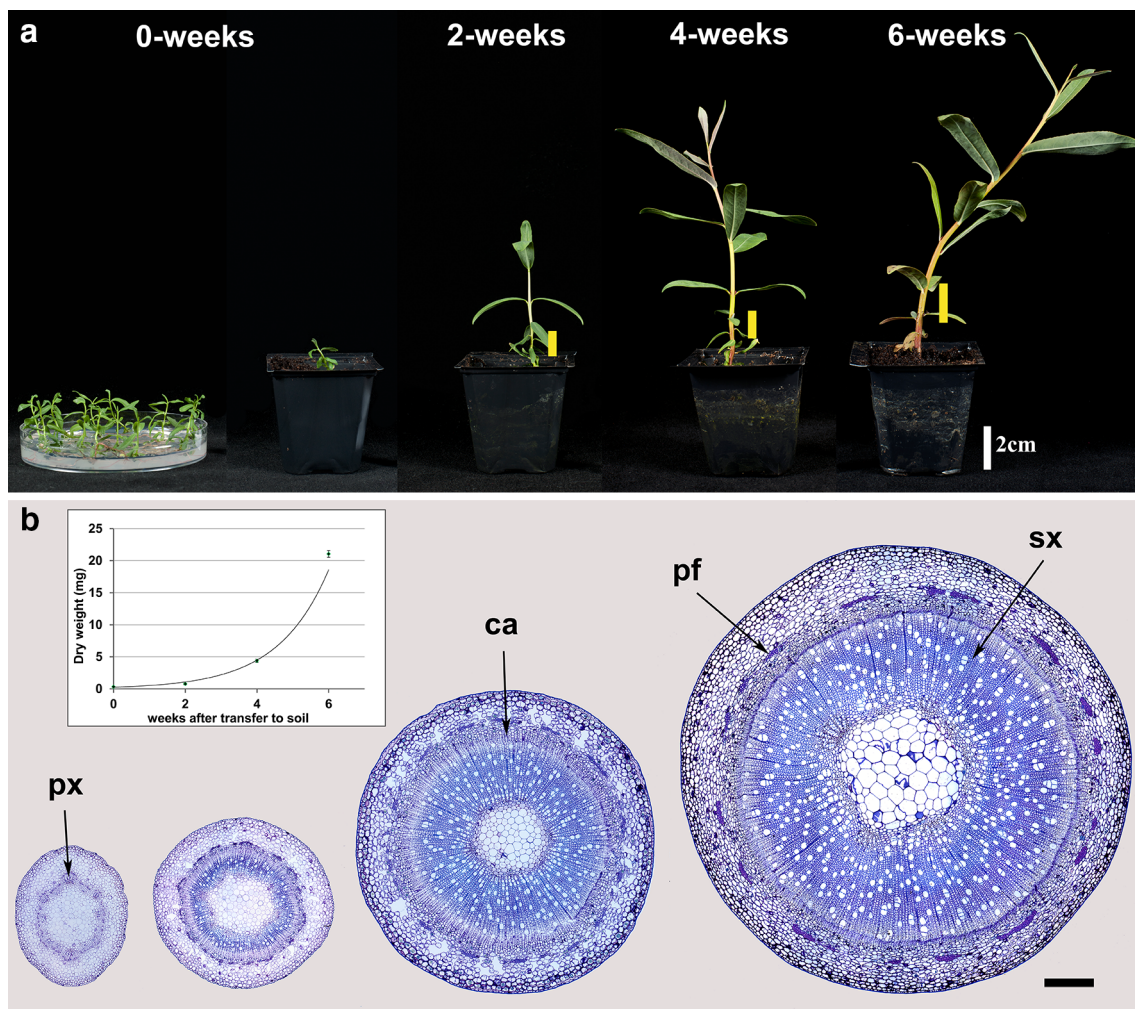 a
0-weeks
2-weeks
4-weeks
6-weeks
2cm
b
25
20
15
10
5
0
Dry weight (mg)
0
2
4
6
weeks after transfer to soil
px
ca
pf
sx